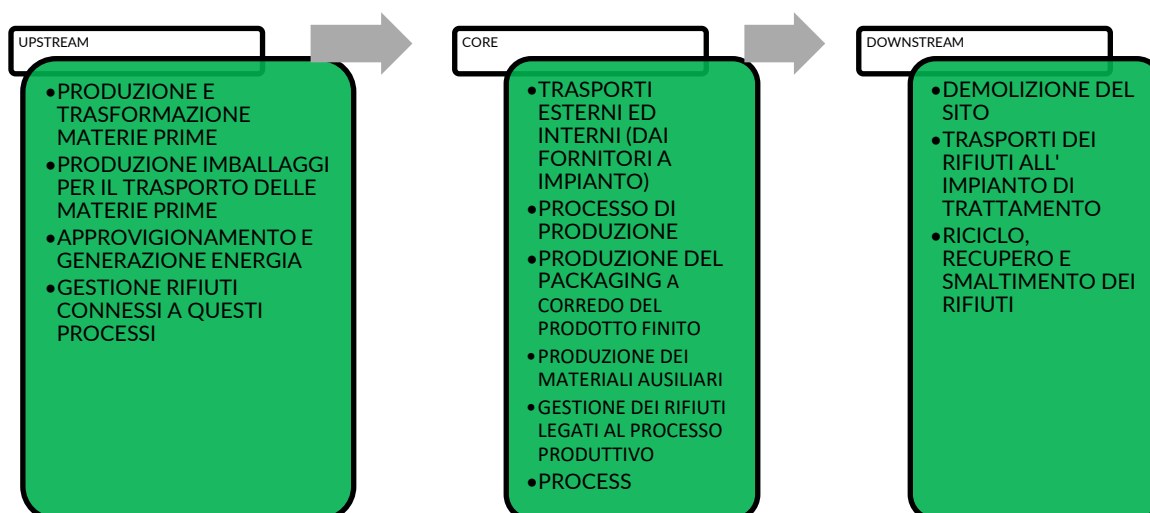 UPSTREAM
•PRODUZIONE E
TRASFORMAZIONE
MATERIE PRIME
•PRODUZIONE IMBALLAGGI
PER IL TRASPORTO DELLE
MATERIE PRIME
•APPROVIGIONAMENTO E
GENERAZIONE ENERGIA
•GESTIONE RIFIUTI
CONNESSI A QUESTI
PROCESSI
CORE
•TRASPORTI
ESTERNI ED
INTERNI (DAI
FORNITORI A
IMPIANTO)
•PROCESSO DI
PRODUZIONE
•PRODUZIONE DEL
PACKAGING A
CORREDO DEL
PRODOTTO FINITO
•PRODUZIONE DEI
MATERIALI AUSILIARI
•GESTIONE DEI RIFIUTI
LEGATI AL PROCESSO
PRODUTTIVO
•PROCESS
DOWNSTREAM
•DEMOLIZIONE DEL
SITO
•TRASPORTI DEI
RIFIUTI ALL'
IMPIANTO DI
TRATTAMENTO
•RICICLO,
RECUPERO E
SMALTIMENTO DEI
RIFIUTI